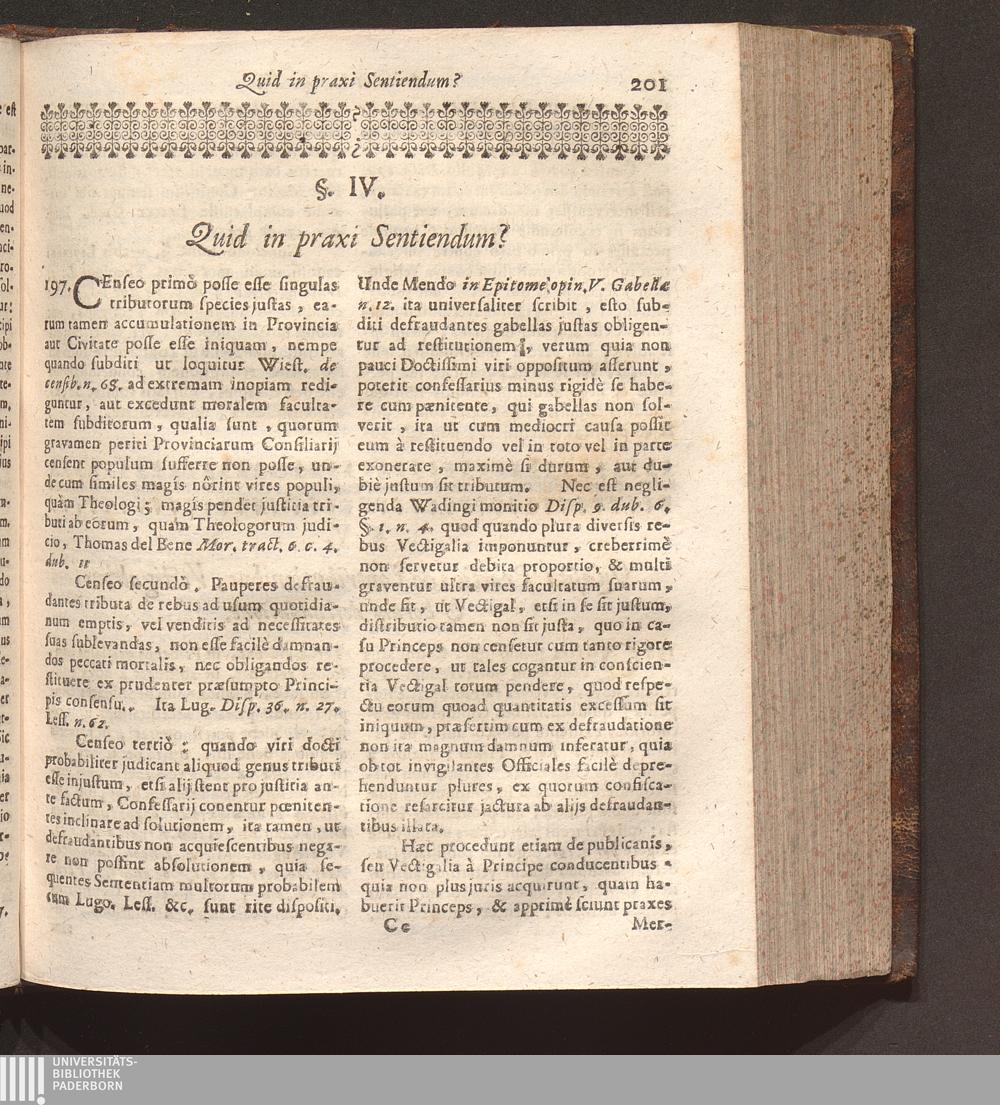 Quid in praxi Sentiendum? 201
§. IV.
Quid in praxi Sentiendum?
197. CEnſeo primò poſſe eſſe ſingulas
tributorum ſpecies juſtas, ea-
rum tamen accumulationem in Provincia
aut Civitate poſſe eſſe iniquam, nempe
quando ſubditi ut loquitur Wieſt. de
cenſib. n. 68. ad extremam inopiam redi-
guntur, aut excedunt moralem faculta-
tem ſubditorum, qualia ſunt, quorum
gravamen periti Provinciarum Conſiliarij
cenſent populum ſufferre non poſſe, un-
de cum ſimiles magis nôrint vires populi,
quàm Theologi; magis pendet juſtitia tri-
buti ab eorum, quàm Theologorum judi-
cio, Thomas del Bene Mor. tract. 6. c. 4.
dub. 11
Cenſeo ſecundò. Pauperes defrau-
dantes tributa de rebus ad uſum quotidia-
num emptis, vel venditis ad neceſſitates
ſuas ſublevandas, non eſſe facilè damnan-
dos peccati mortalis, nec obligandos re-
ſtituere ex prudenter præſumpto Princi-
pis conſenſu. Ita Lug. Diſp. 36. n. 27.
Leſſ. n. 62.
Cenſeo tertiò: quando viri docti
probabiliter judicant aliquod genus tributi
eſſe injuſtum, etſi alij ſtent pro juſtitia an-
te factum, Confeſſarij conentur pœniten-
tes inclinare ad ſolutionem, ita tamen, ut
defraudantibus non acquieſcentibus nega-
re non poſſint abſolutionem, quia ſe-
quentes Sententiam multorum probabilem
cum Lugo. Leſſ. &c. ſunt rite diſpoſiti.
Unde Mendo in Epitome opin. V. Gabellæ
n. 12. ita univerſaliter ſcribit, eſto ſub-
diti defraudantes gabellas juſtas obligen-
tur ad reſtitutionem, verum quia non
pauci Doctiſſimi viri oppoſitum aſſerunt,
poterit confeſſarius minus rigidè ſe habe-
re cum pænitente, qui gabellas non ſol-
verit, ita ut cum mediocri cauſa poſſit
eum à reſtituendo vel in toto vel in parte
exonerare, maximè ſi durum, aut du-
biè juſtum ſit tributum. Nec eſt negli-
genda Wadingi monitio Diſp. 9. dub. 6.
§. 1. n. 4. quod quando plura diverſis re-
bus Vectigalia imponuntur, creberrimè
non ſervetur debita proportio, & multi
graventur ultra vires facultatum ſuarum,
unde fit, ut Vectigal, etſi in ſe ſit juſtum,
diſtributio tamen non ſit juſta, quo in ca-
ſu Princeps non cenſetur cum tanto rigore
procedere, ut tales cogantur in conſcien-
tia Vectigal totum pendere, quod reſpe-
ctu eorum quoad quantitatis exceſſum ſit
iniquum, præſertim cum ex defraudatione
non ita magnum damnum inferatur, quia
ob tot invigilantes Officiales facilè depre-
henduntur plures, ex quorum confiſca-
tione reſarcitur jactura ab alijs defraudan-
tibus illata.
Hæc procedunt etiam de publicanis,
ſeu Vectigalia à Principe conducentibus
quia non plus juris acquirunt, quam ha-
buerit Princeps, & apprimè ſciunt praxes
Cc Mer-
UNIVERSITÄTS-
BIBLIOTHEK
PADERBORN